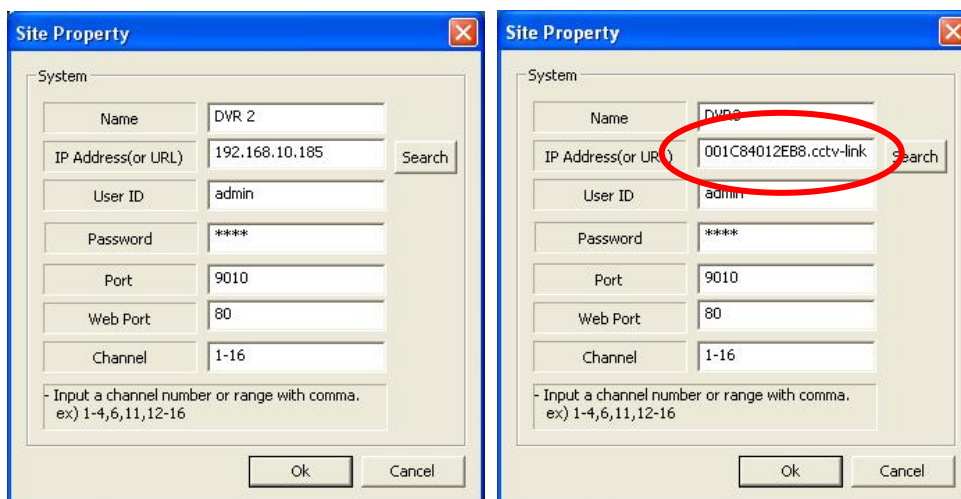 Site Property
System
Name
DVR 2
IP Address(or URL)
192.168.10.185
Search
User ID
admin
Password
****
Port
9010
Web Port
80
Channel
1-16
- Input a channel number or range with comma.
ex) 1-4,6,11,12-16
Ok
Cancel
Site Property
System
Name
DVR2
IP Address(or URL)
001C84012EB8.cctv-link
Search
User ID
admin
Password
****
Port
9010
Web Port
80
Channel
1-16
- Input a channel number or range with comma.
ex) 1-4,6,11,12-16
Ok
Cancel